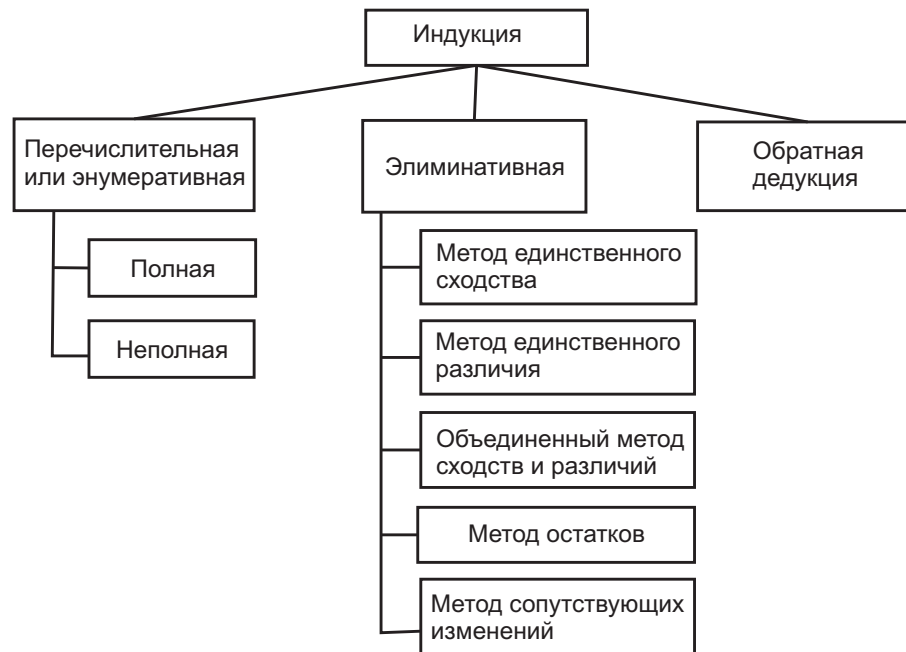 Индукция
Перечислительная
или энумеративная
Элиминативная
Обратная
дедукция
Полная
Неполная
Метод единственного
сходства
Метод единственного
различия
Объединенный метод
сходств и различий
Метод остатков
Метод сопутствующих
изменений